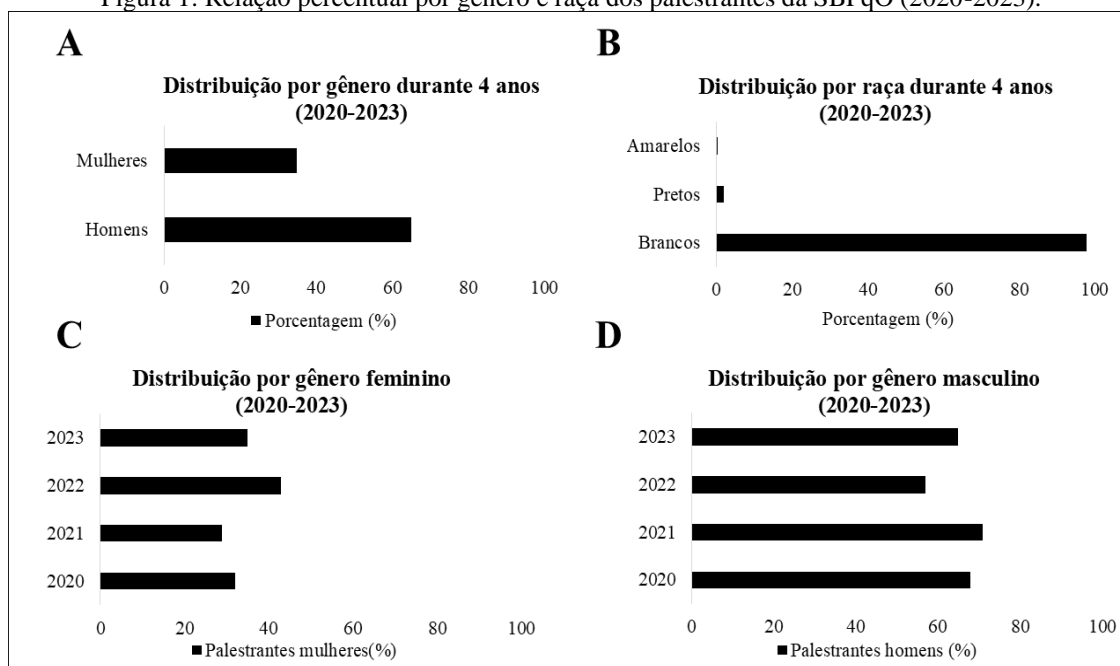 Figura 1: Relação percentual por gênero e raça dos palestrantes da SBPqO (2020-2023).
A
Distribuição por gênero durante 4 anos
(2020-2023)
Mulheres
Homens
0 20 40 60 80 100
■ Porcentagem (%)
B
Distribuição por raça durante 4 anos
(2020-2023)
Amarelos
Pretos
Brancos
0 20 40 60 80 100
Porcentagem (%)
C
Distribuição por gênero feminino
(2020-2023)
2023
2022
2021
2020
0 20 40 60 80 100
■ Palestrantes mulheres(%)
D
Distribuição por gênero masculino
(2020-2023)
2023
2022
2021
2020
0 20 40 60 80 100
■ Palestrantes homens (%)